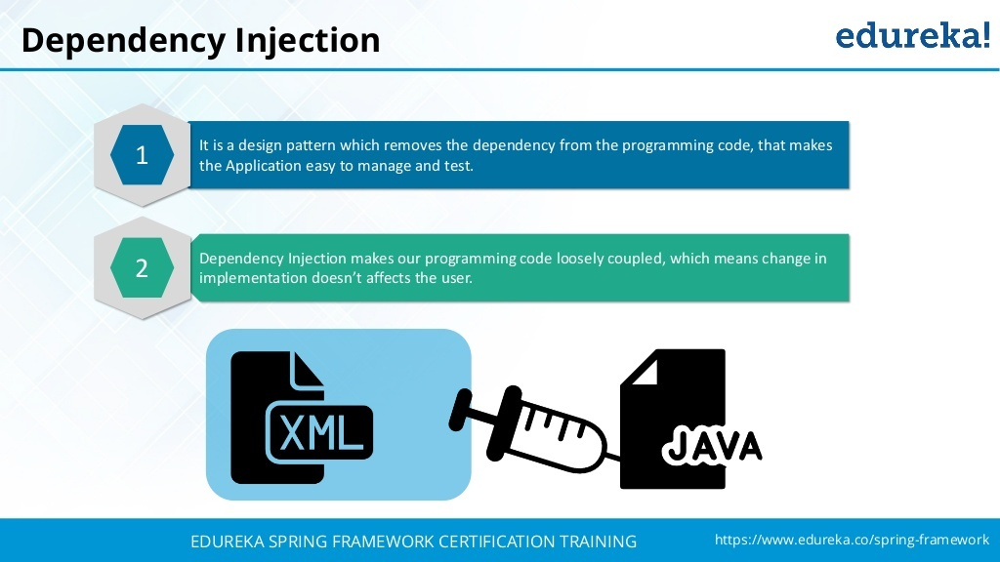 Dependency Injection
edureka!
1
It is a design pattern which removes the dependency from the programming code, that makes
the Application easy to manage and test.
2
Dependency Injection makes our programming code loosely coupled, which means change in
implementation doesn’t affects the user.
XML
JAVA
EDUREKA SPRING FRAMEWORK CERTIFICATION TRAINING
https://www.edureka.co/spring-framework